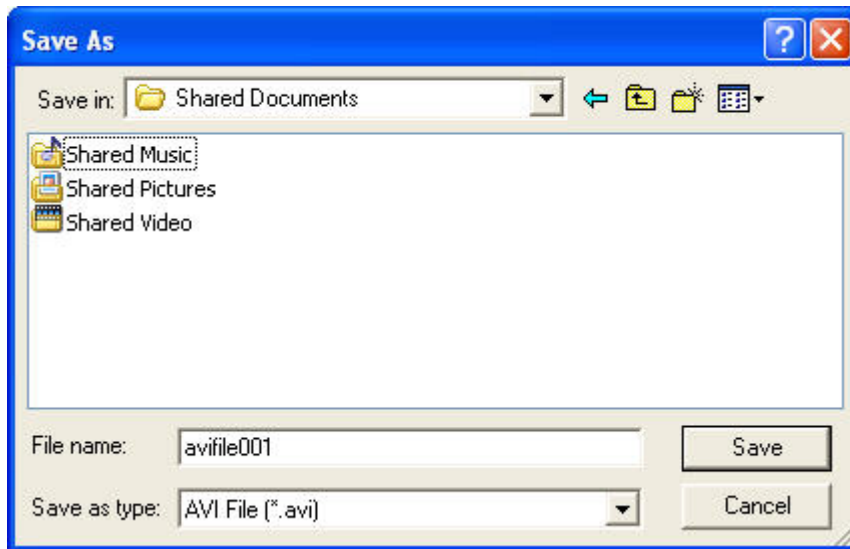 Save As
Save in: Shared Documents
Shared Music
Shared Pictures
Shared Video
File name: avifile001 Save
Save as type: AVI File (*.avi) Cancel